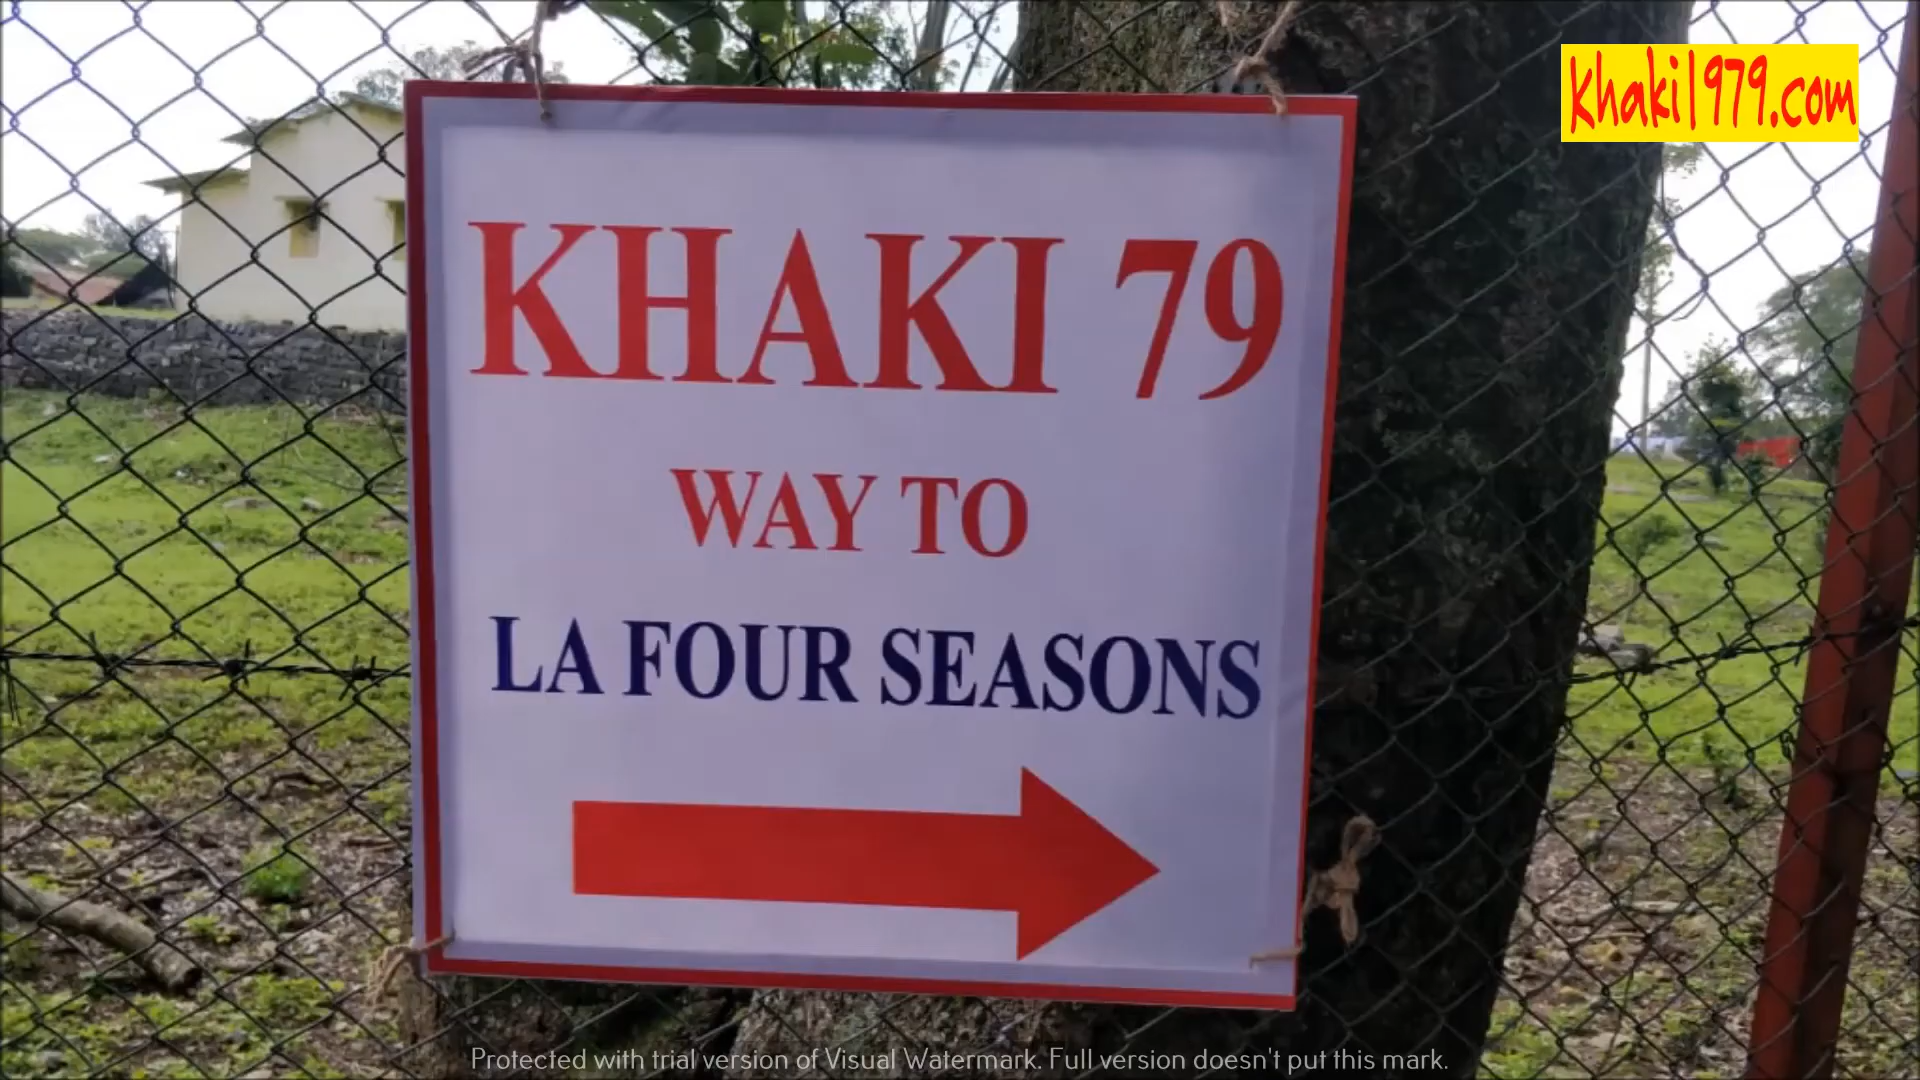 khaki1979.com
KHAKI 79
WAY TO
LA FOUR SEASONS
Protected with trial version of Visual Watermark. Full version doesn't put this mark.